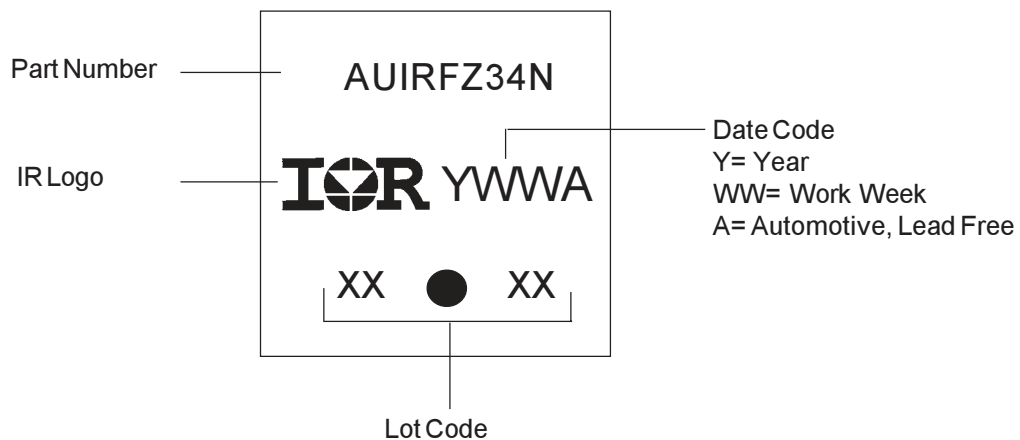 Part Number
AUIRFZ34N
Date Code
Y= Year
WW= Work Week
A= Automotive, Lead Free
IR Logo
IOR YWWA
XX XX
Lot Code